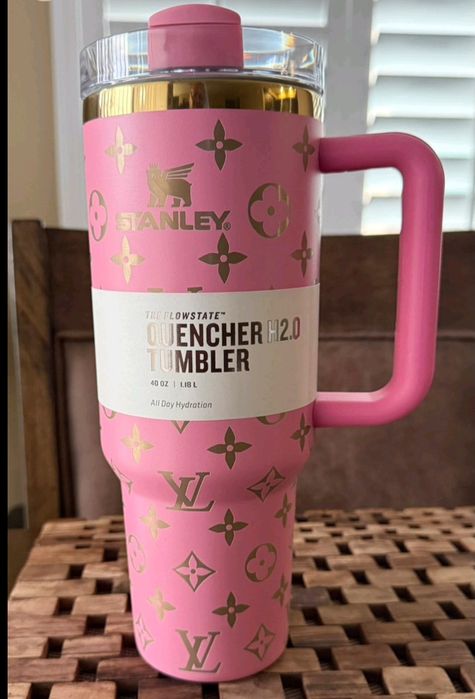 STANLEY®
THE FLOWSTATE™
QUENCHER H2.0
TUMBLER
40 OZ | 1.18 L
All Day Hydration
LV
LV